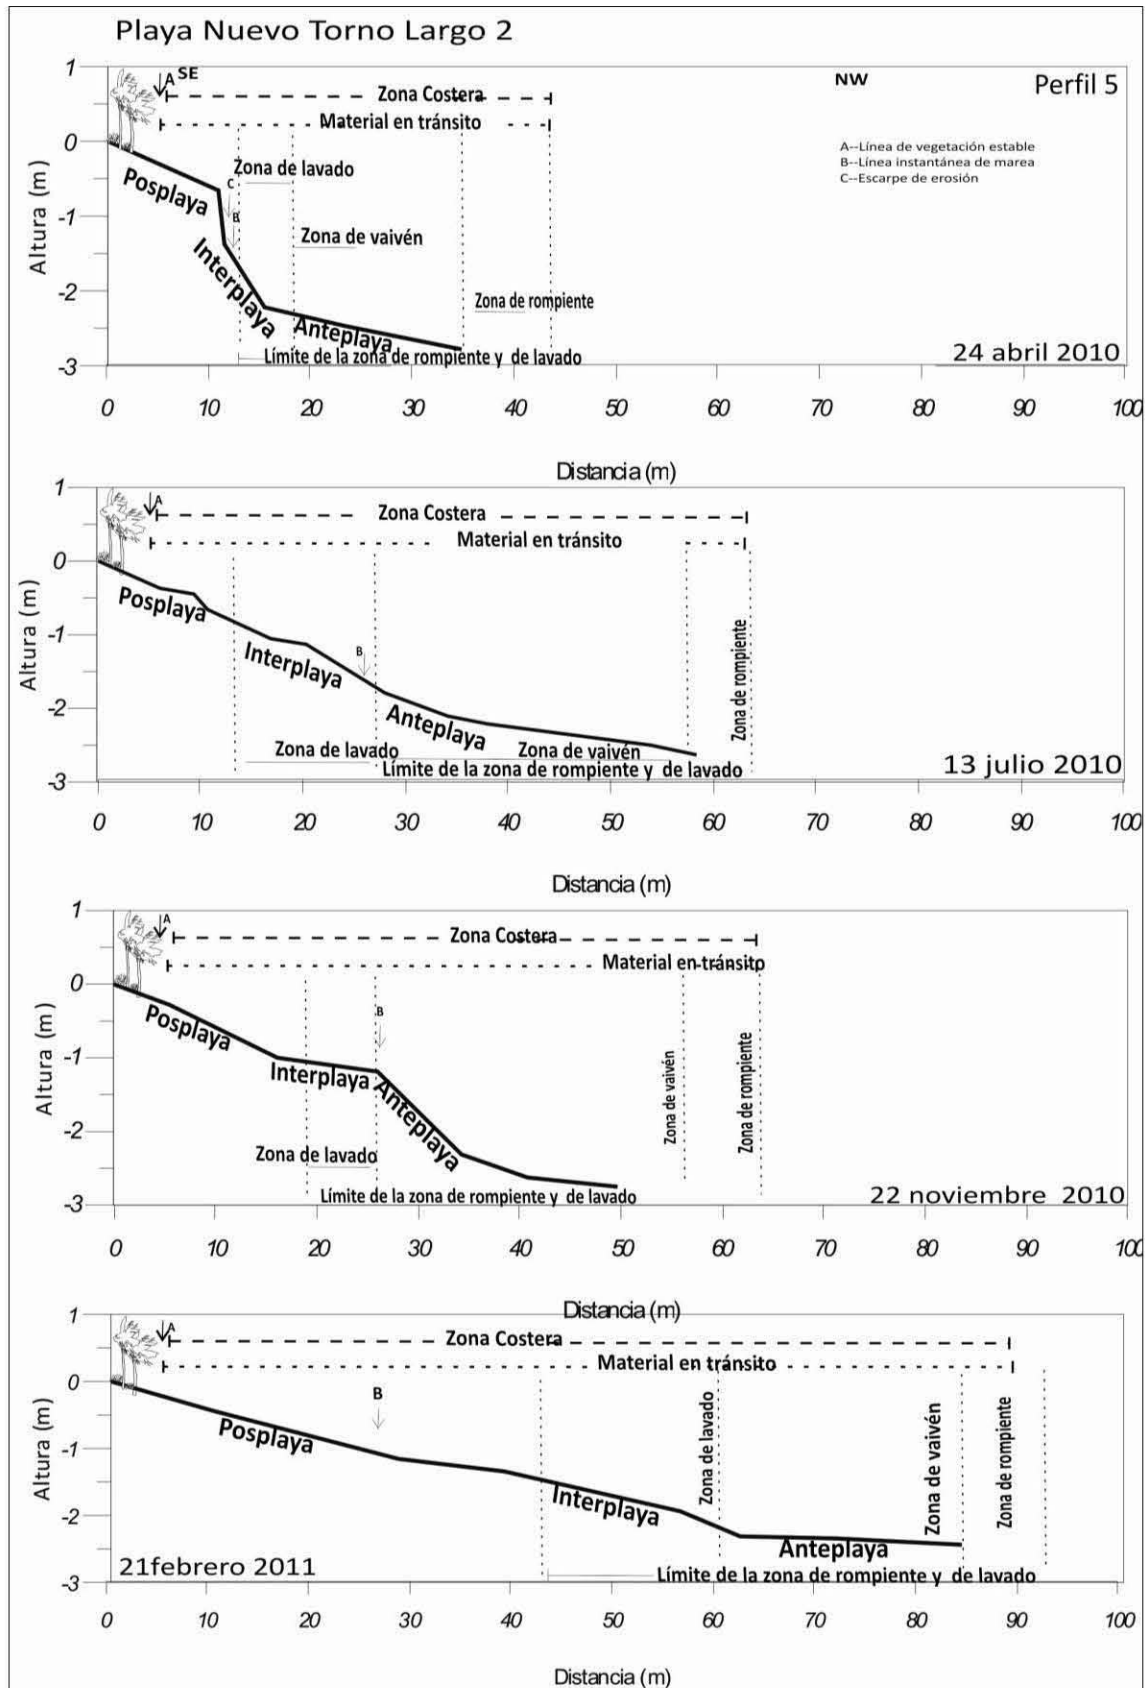 Playa Nuevo Torno Largo 2
1
A SE
NW
Perfil 5
Zona Costera
Material en tránsito
0
A--Línea de vegetación estable
B--Línea instantánea de marea
C--Escarpe de erosión
Zona de lavado
Posplaya
C
-1
B
Altura (m)
Zona de vaivén
Interplaya
-2
Zona de rompiente
Anteplaya
Límite de la zona de rompiente y de lavado
24 abril 2010
-3
0 10 20 30 40 50 60 70 80 90 100
Distancia (m)
1
A
Zona Costera
Material en tránsito
0
Posplaya
-1
Altura (m)
Interplaya
B
Zona de rompiente
-2
Anteplaya
Zona de lavado
Zona de vaivén
Límite de la zona de rompiente y de lavado
13 julio 2010
-3
0 10 20 30 40 50 60 70 80 90 100
Distancia (m)
1
A
Zona Costera
Material en tránsito
0
Posplaya
B
-1
Altura (m)
Interplaya
Anteplaya
Zona de vaivén
Zona de rompiente
-2
Zona de lavado
Límite de la zona de rompiente y de lavado
22 noviembre 2010
-3
0 10 20 30 40 50 60 70 80 90 100
Distancia (m)
1
A
Zona Costera
Material en tránsito
0
B
Posplaya
-1
Altura (m)
Zona de lavado
Zona de vaivén
Zona de rompiente
Interplaya
-2
Anteplaya
21febrero 2011
Límite de la zona de rompiente y de lavado
-3
0 10 20 30 40 50 60 70 80 90 100
Distancia (m)